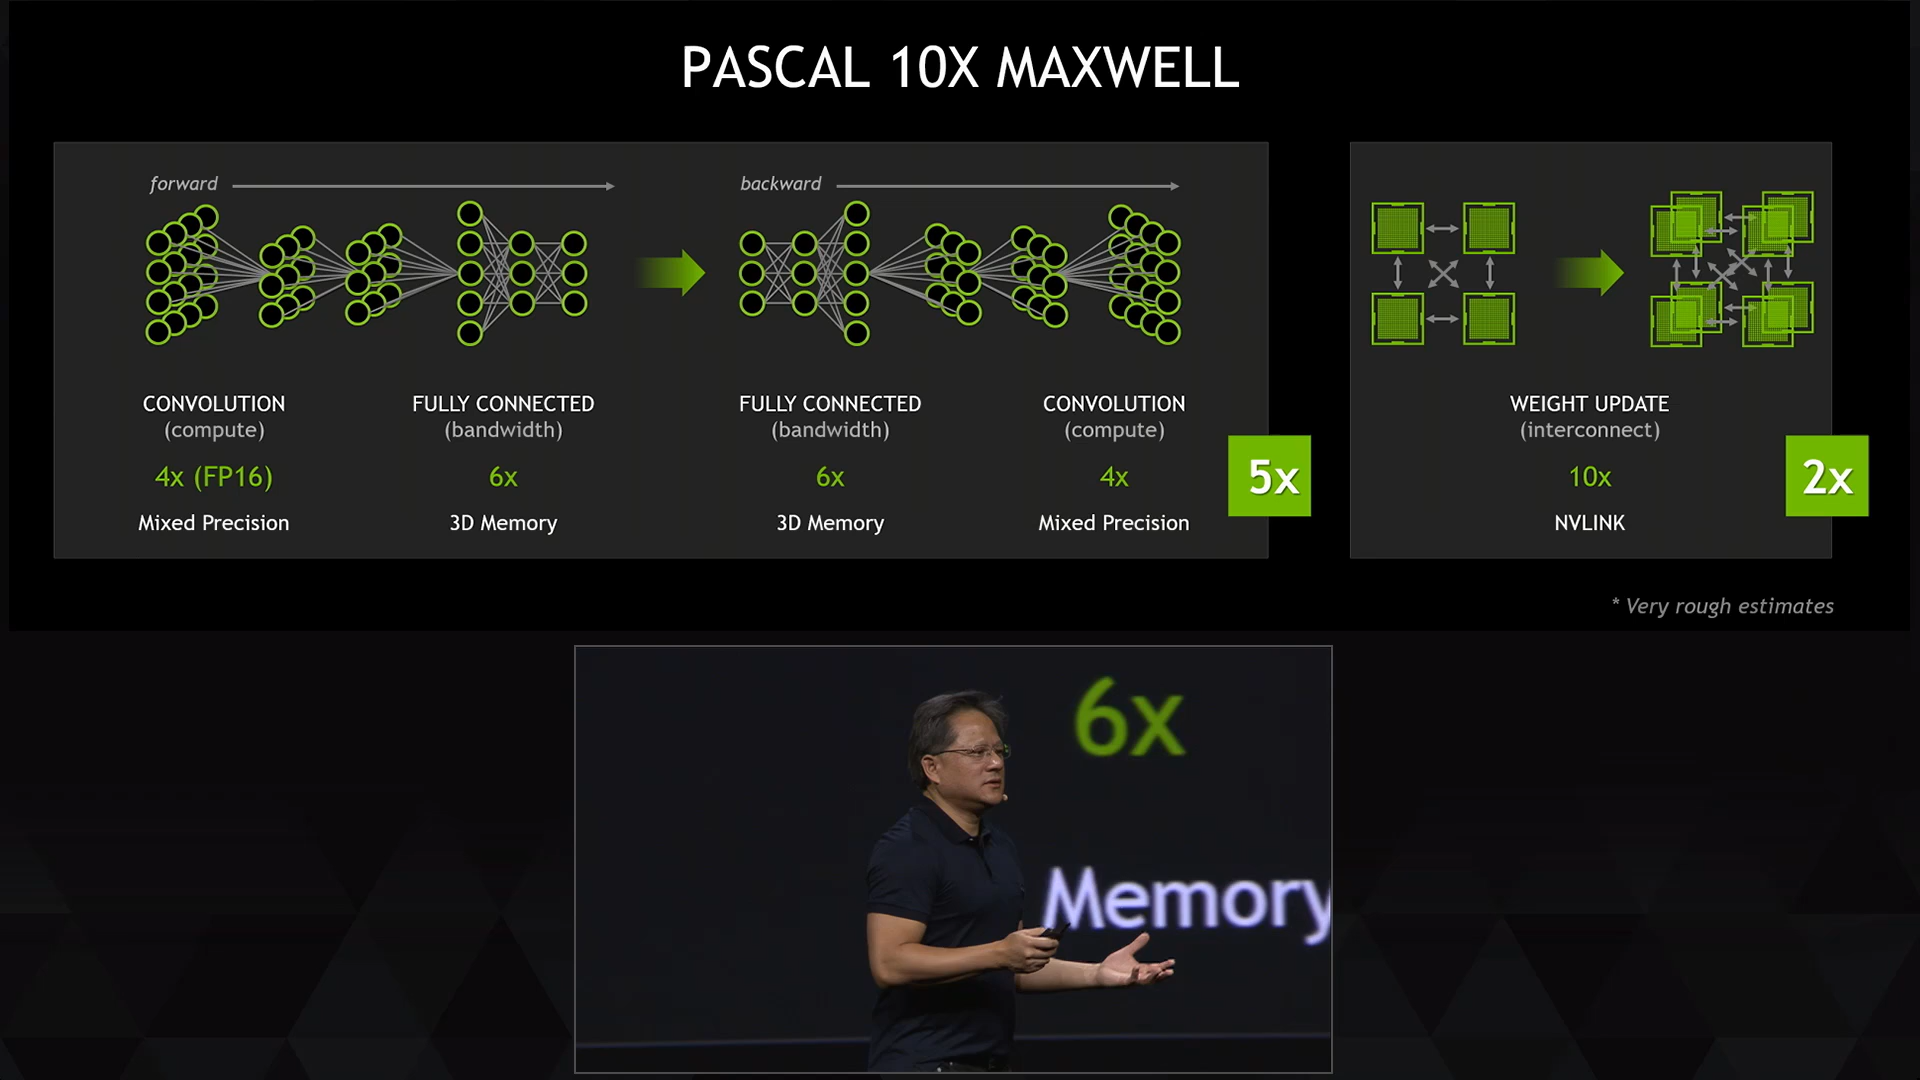 PASCAL 10X MAXWELL
forward
backward
CONVOLUTION
(compute)
4x (FP16)
Mixed Precision
FULLY CONNECTED
(bandwidth)
6x
3D Memory
FULLY CONNECTED
(bandwidth)
6x
3D Memory
CONVOLUTION
(compute)
4x
Mixed Precision
5x
WEIGHT UPDATE
(interconnect)
10x
NVLINK
2x
* Very rough estimates
6x
Memory